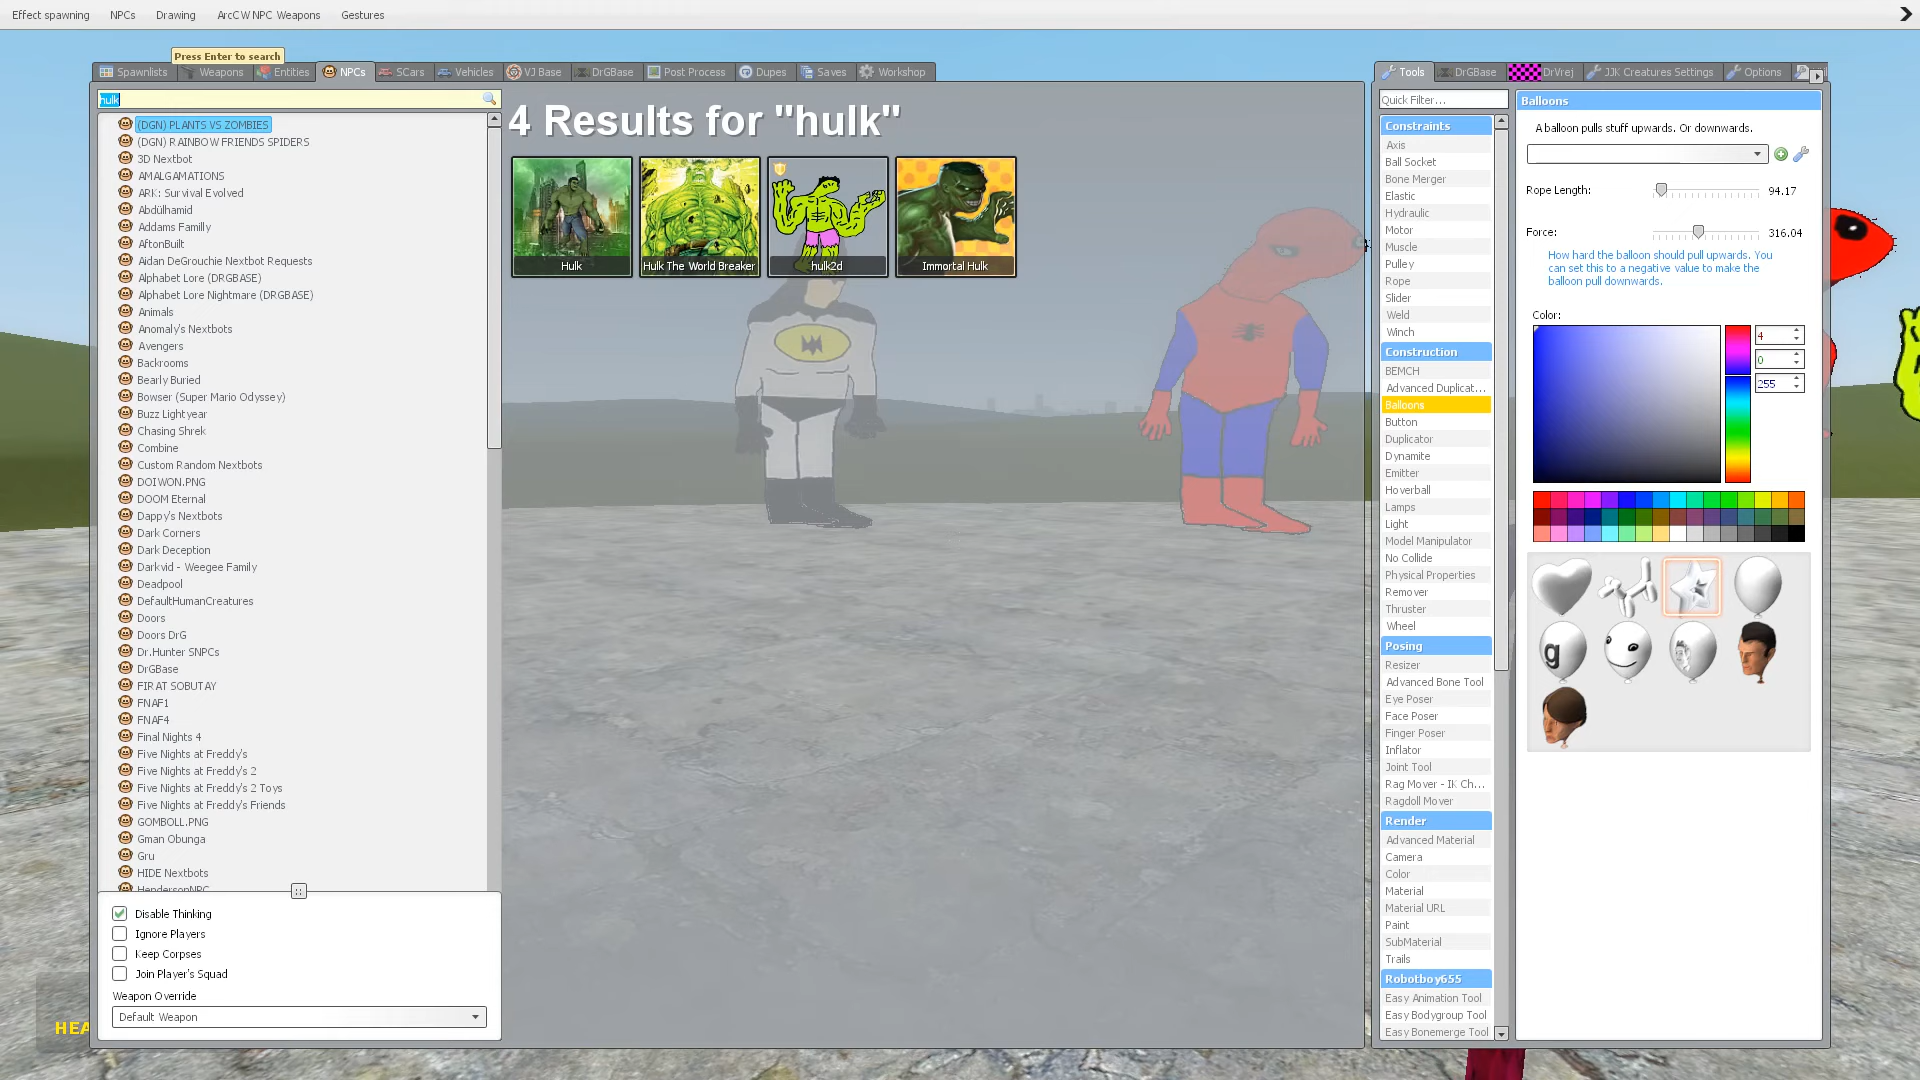 Effect spawning NPCs Drawing ArcCW NPC Weapons Gestures
Press Enter to search
Spawnlists Weapons Entities NPCs SCars Vehicles VJ Base DrGBase Post Process Dupes Saves Workshop
hulk
(DGN) PLANTS VS ZOMBIES
(DGN) RAINBOW FRIENDS SPIDERS
3D Nextbot
AMALGAMATIONS
ARK: Survival Evolved
Abdülhamid
Addams Familly
AftonBuilt
Aidan DeGrouchie Nextbot Requests
Alphabet Lore (DRGBASE)
Alphabet Lore Nightmare (DRGBASE)
Animals
Anomaly's Nextbots
Avengers
Backrooms
Bearly Buried
Bowser (Super Mario Odyssey)
Buzz Lightyear
Chasing Shrek
Combine
Custom Random Nextbots
DOIWON.PNG
DOOM Eternal
Dappy's Nextbots
Dark Corners
Dark Deception
Darkvid - Weegee Family
Deadpool
DefaultHumanCreatures
Doors
Doors DrG
Dr.Hunter SNPCs
DrGBase
FIRAT SOBUTAY
FNAF1
FNAF4
Final Nights 4
Five Nights at Freddy's
Five Nights at Freddy's 2
Five Nights at Freddy's 2 Toys
Five Nights at Freddy's Friends
GOMBOLL.PNG
Gman Obunga
Gru
HIDE Nextbots
HendersonNPC
Disable Thinking
Ignore Players
Keep Corpses
Join Player's Squad
Weapon Override
Default Weapon
HEA
4 Results for "hulk"
Hulk
Hulk The World Breaker
hulk2d
Immortal Hulk
Tools DrGBase DrVrej JJK Creatures Settings Options
Quick Filter...
Constraints
Axis
Ball Socket
Bone Merger
Elastic
Hydraulic
Motor
Muscle
Pulley
Rope
Slider
Weld
Winch
Construction
BEMCH
Advanced Duplicat...
Balloons
Button
Duplicator
Dynamite
Emitter
Hoverball
Lamps
Light
Model Manipulator
No Collide
Physical Properties
Remover
Thruster
Wheel
Posing
Resizer
Advanced Bone Tool
Eye Poser
Face Poser
Finger Poser
Inflator
Joint Tool
Rag Mover - IK Ch...
Ragdoll Mover
Render
Advanced Material
Camera
Color
Material
Material URL
Paint
SubMaterial
Trails
Robotboy655
Easy Animation Tool
Easy Bodygroup Tool
Easy Bonemerge Tool
Balloons
A balloon pulls stuff upwards. Or downwards.
Rope Length: 94.17
Force: 316.04
How hard the balloon should pull upwards. You
can set this to a negative value to make the
balloon pull downwards.
Color:
4
0
255
g